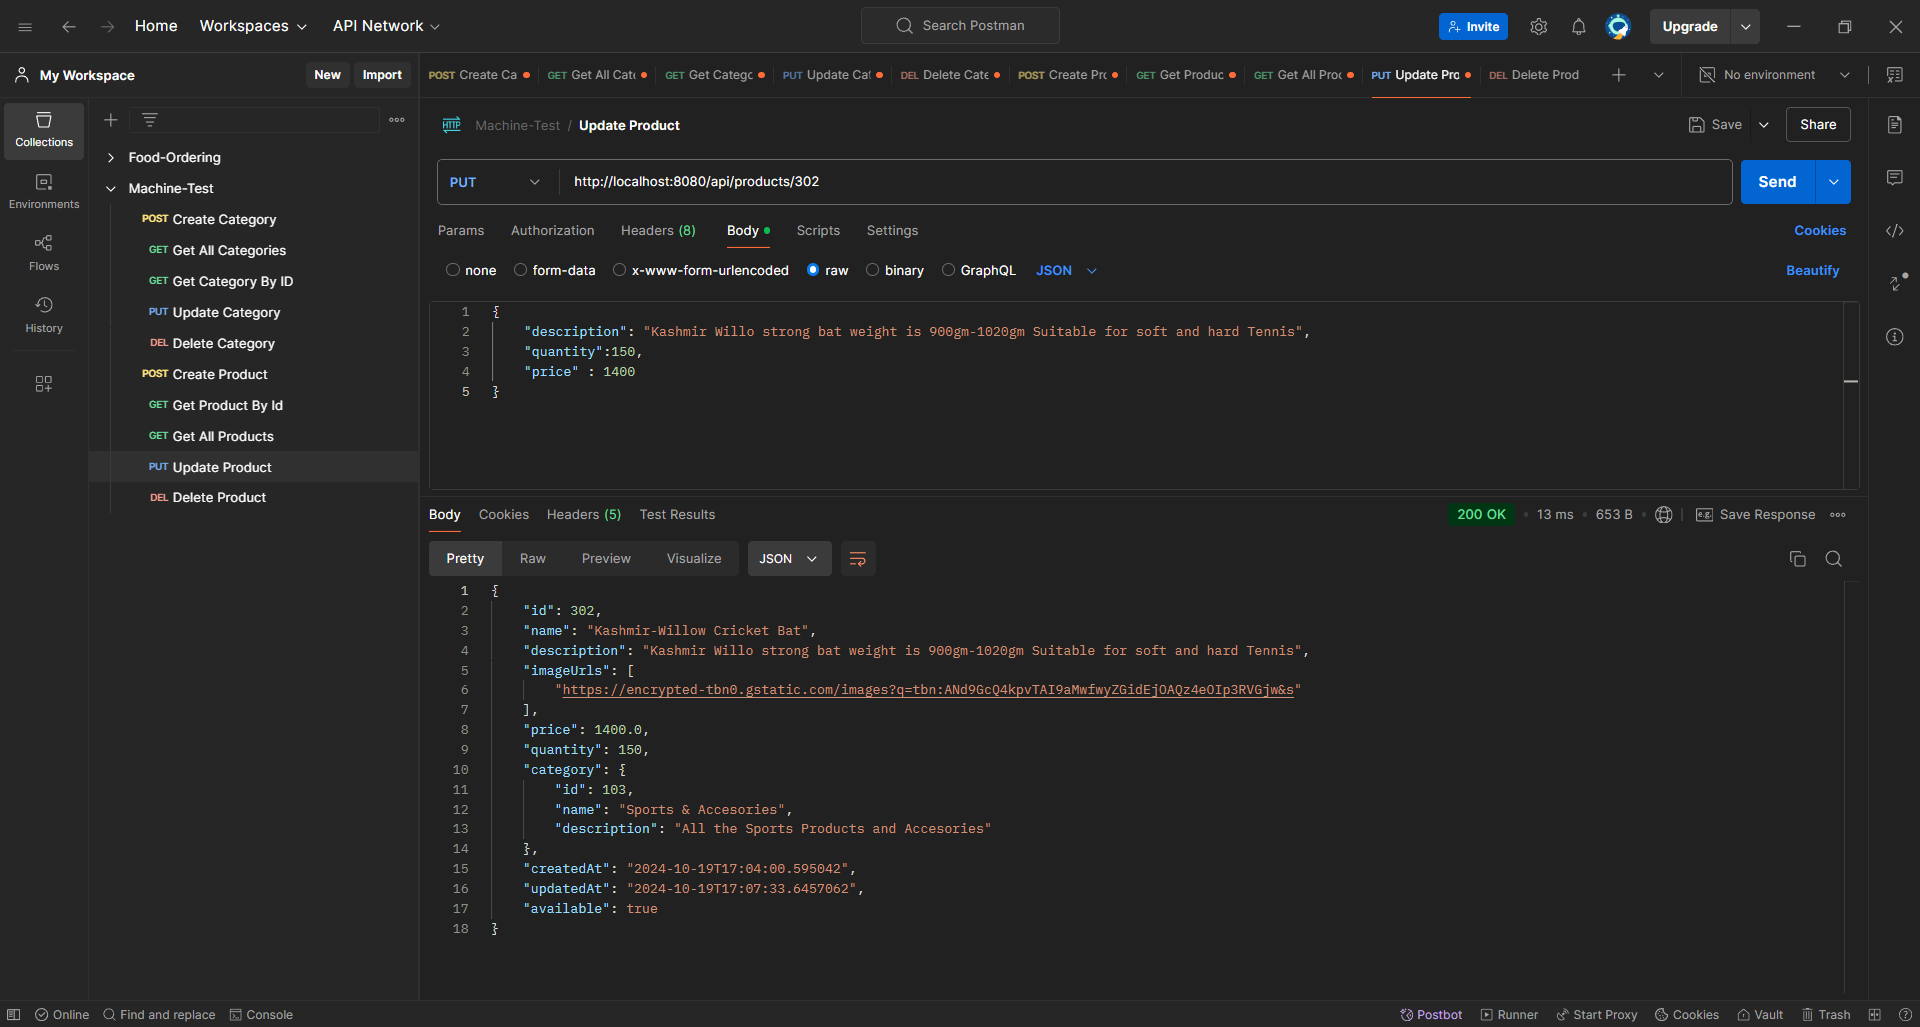 Home Workspaces API Network Search Postman Invite Upgrade
My Workspace New Import POST Create Ca GET Get All Cate GET Get Catego PUT Update Cat DEL Delete Cate POST Create Pro GET Get Produc GET Get All Proc PUT Update Pro DEL Delete Prod No environment
Collections
Environments
Flows
History
Food-Ordering
Machine-Test
POST Create Category
GET Get All Categories
GET Get Category By ID
PUT Update Category
DEL Delete Category
POST Create Product
GET Get Product By Id
GET Get All Products
PUT Update Product
DEL Delete Product
HTTP Machine-Test / Update Product Save Share
PUT http://localhost:8080/api/products/302 Send
Params Authorization Headers (8) Body Scripts Settings Cookies
none form-data x-www-form-urlencoded raw binary GraphQL JSON Beautify
1 {
2 "description": "Kashmir Willo strong bat weight is 900gm-1020gm Suitable for soft and hard Tennis",
3 "quantity":150,
4 "price" : 1400
5 }
Body Cookies Headers (5) Test Results 200 OK 13 ms 653 B e.g. Save Response
Pretty Raw Preview Visualize JSON
1 {
2 "id": 302,
3 "name": "Kashmir-Willow Cricket Bat",
4 "description": "Kashmir Willo strong bat weight is 900gm-1020gm Suitable for soft and hard Tennis",
5 "imageUrls": [
6 "https://encrypted-tbn0.gstatic.com/images?q=tbn:ANd9GcQ4kpvTAI9aMwfwyZGidEjOAQz4eOIp3RVGjw&s"
7 ],
8 "price": 1400.0,
9 "quantity": 150,
10 "category": {
11 "id": 103,
12 "name": "Sports & Accesories",
13 "description": "All the Sports Products and Accesories"
14 },
15 "createdAt": "2024-10-19T17:04:00.595042",
16 "updatedAt": "2024-10-19T17:07:33.6457062",
17 "available": true
18 }
Online Find and replace Console Postbot Runner Start Proxy Cookies Vault Trash